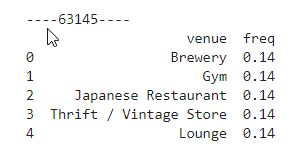 ----63145----
venue freq
0 Brewery 0.14
1 Gym 0.14
2 Japanese Restaurant 0.14
3 Thrift / Vintage Store 0.14
4 Lounge 0.14